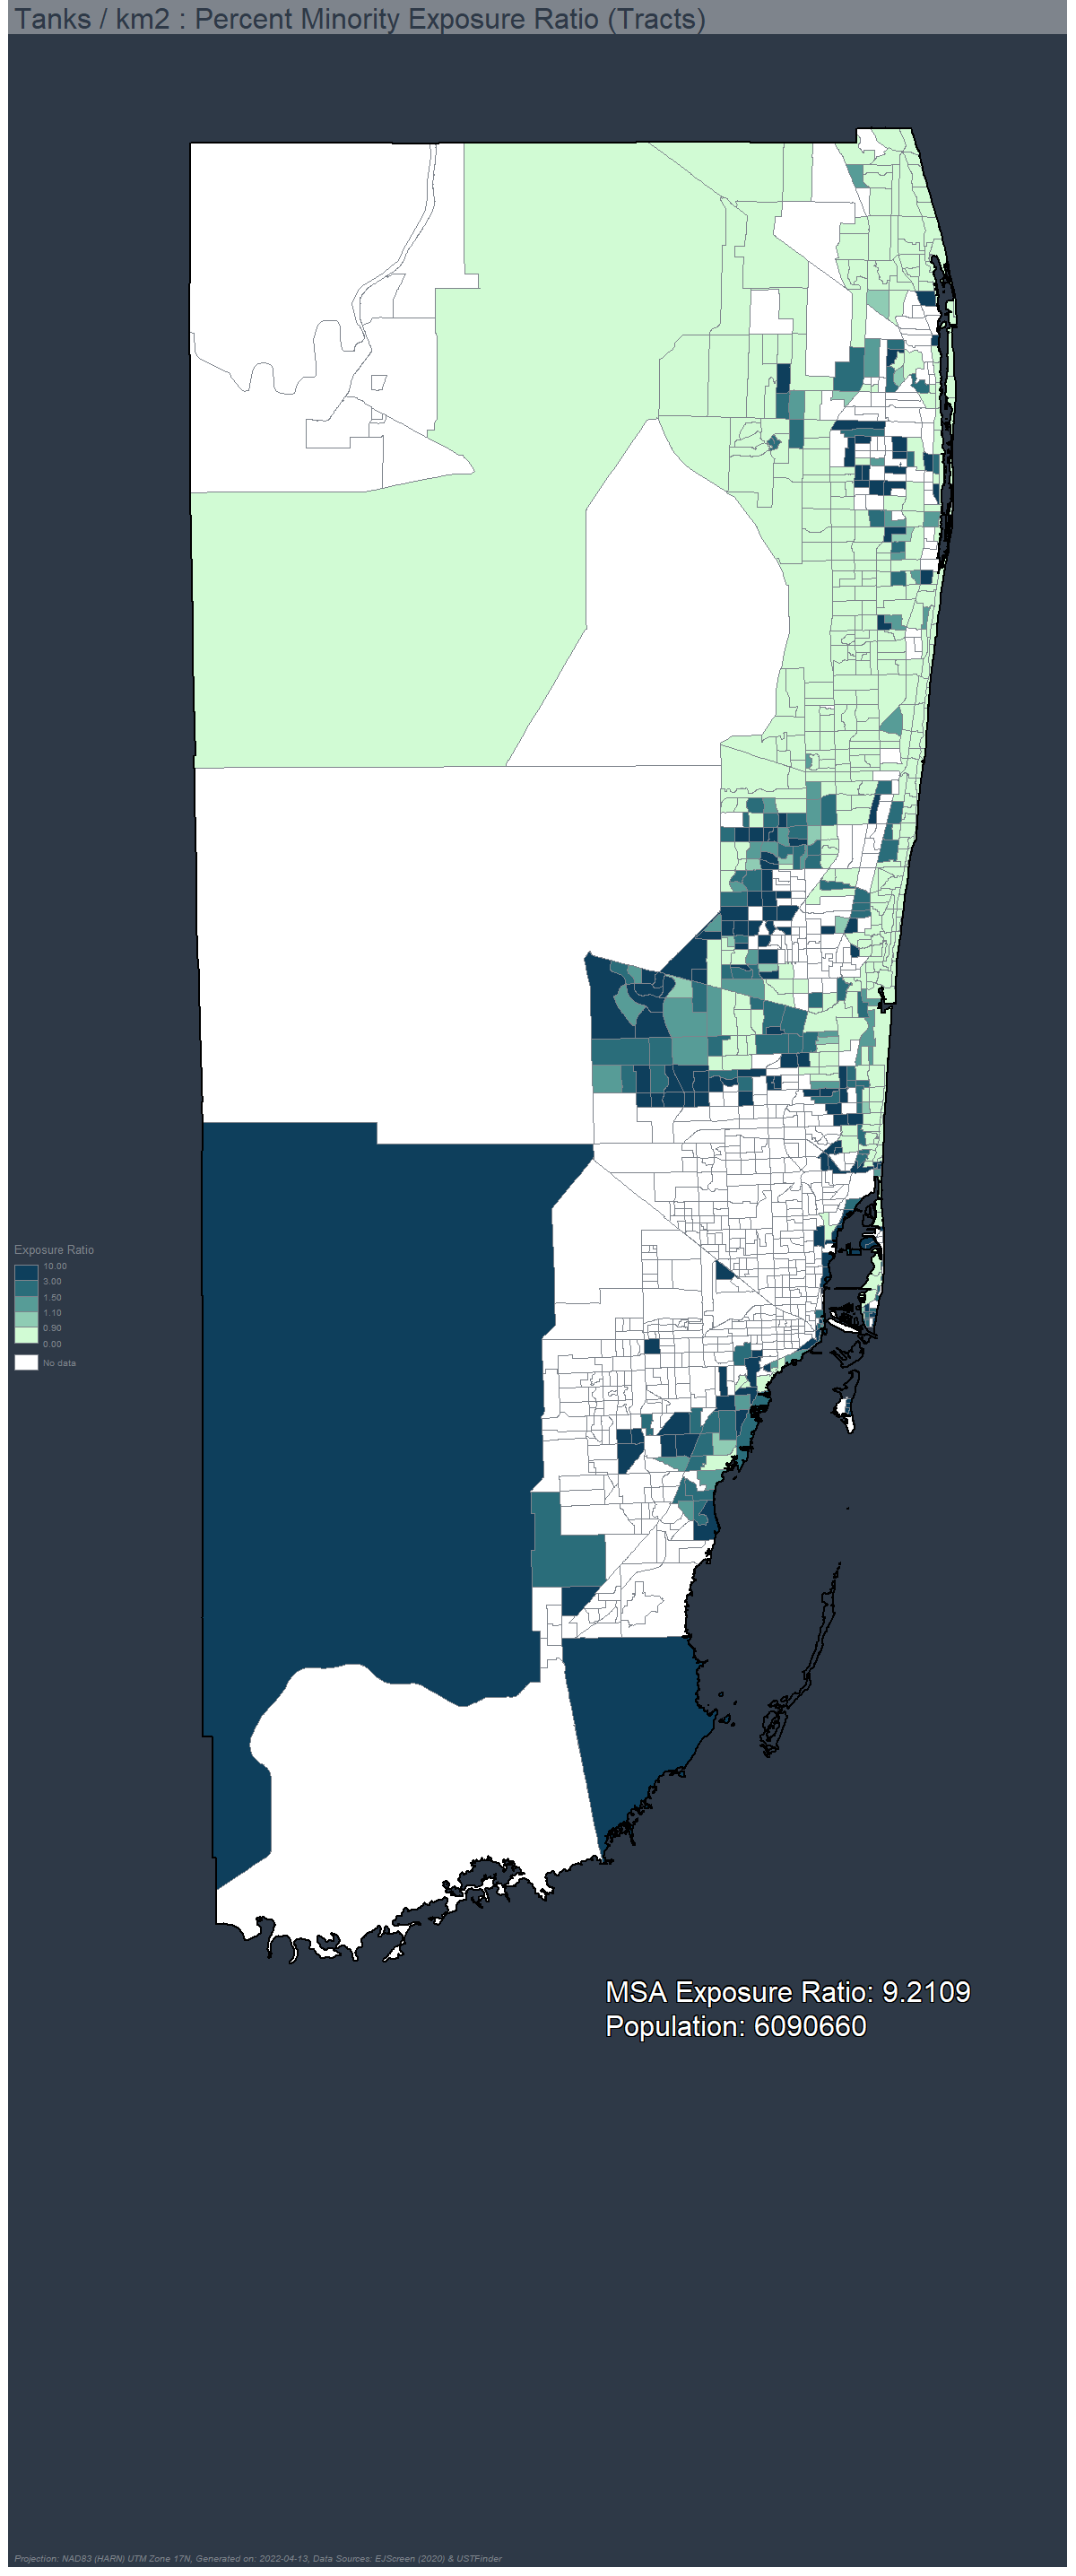 Tanks / km2 : Percent Minority Exposure Ratio (Tracts)
Exposure Ratio
10.00
3.00
1.50
1.10
0.90
0.00
No data
MSA Exposure Ratio: 9.2109
Population: 6090660
Projection: NAD83 (HARN) UTM Zone 17N, Generated on: 2022-04-13, Data Sources: EJScreen (2020) & USTFinder